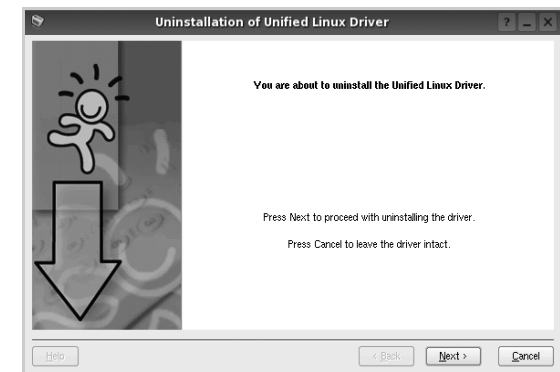 Uninstallation of Unified Linux Driver
You are about to uninstall the Unified Linux Driver.
Press Next to proceed with uninstalling the driver.
Press Cancel to leave the driver intact.
Help
< Back
Next >
Cancel